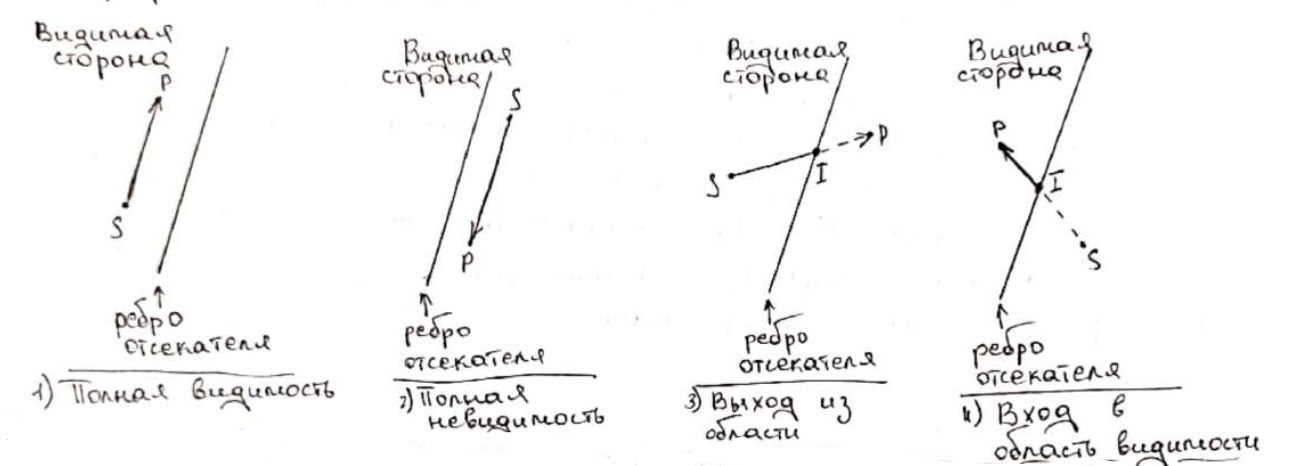 Видимая
сторона
P
S
ребро
отсекателя
1) Полная видимость
Видимая
сторона
S
P
ребро
отсекателя
2) Полная
невидимость
Видимая
сторона
P
S
I
ребро
отсекателя
3) Выход из
области
Видимая
сторона
P
I
S
ребро
отсекателя
4) Вход в
область видимости